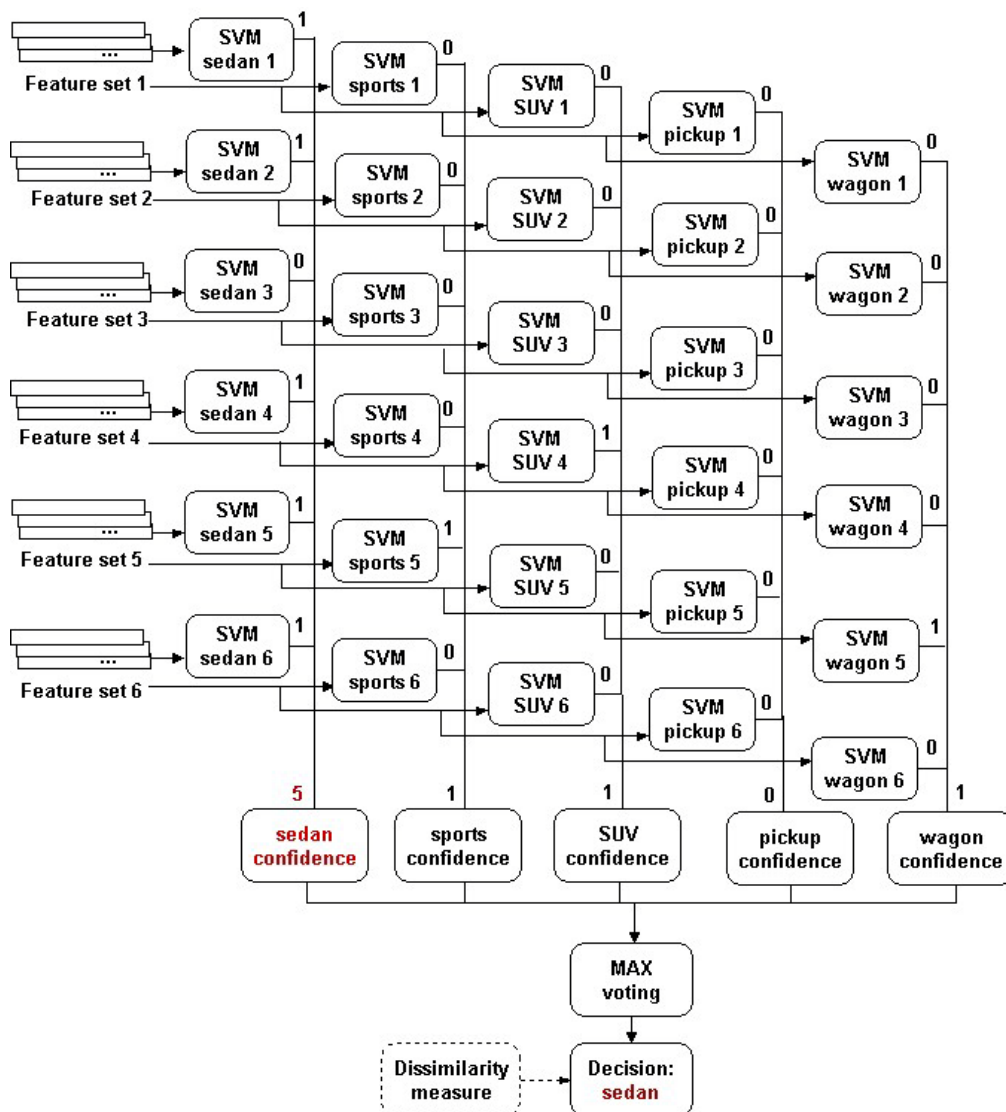 1
SVM
sedan 1
...
Feature set 1
0
SVM
sports 1
0
SVM
SUV 1
0
SVM
pickup 1
0
SVM
wagon 1
1
SVM
sedan 2
...
Feature set 2
0
SVM
sports 2
0
SVM
SUV 2
0
SVM
pickup 2
0
SVM
wagon 2
0
SVM
sedan 3
...
Feature set 3
0
SVM
sports 3
0
SVM
SUV 3
0
SVM
pickup 3
0
SVM
wagon 3
1
SVM
sedan 4
...
Feature set 4
0
SVM
sports 4
1
SVM
SUV 4
0
SVM
pickup 4
0
SVM
wagon 4
1
SVM
sedan 5
...
Feature set 5
1
SVM
sports 5
0
SVM
SUV 5
0
SVM
pickup 5
1
SVM
wagon 5
1
SVM
sedan 6
...
Feature set 6
0
SVM
sports 6
0
SVM
SUV 6
0
SVM
pickup 6
0
SVM
wagon 6
5
sedan
confidence
1
sports
confidence
1
SUV
confidence
0
pickup
confidence
1
wagon
confidence
MAX
voting
Dissimilarity
measure
Decision:
sedan